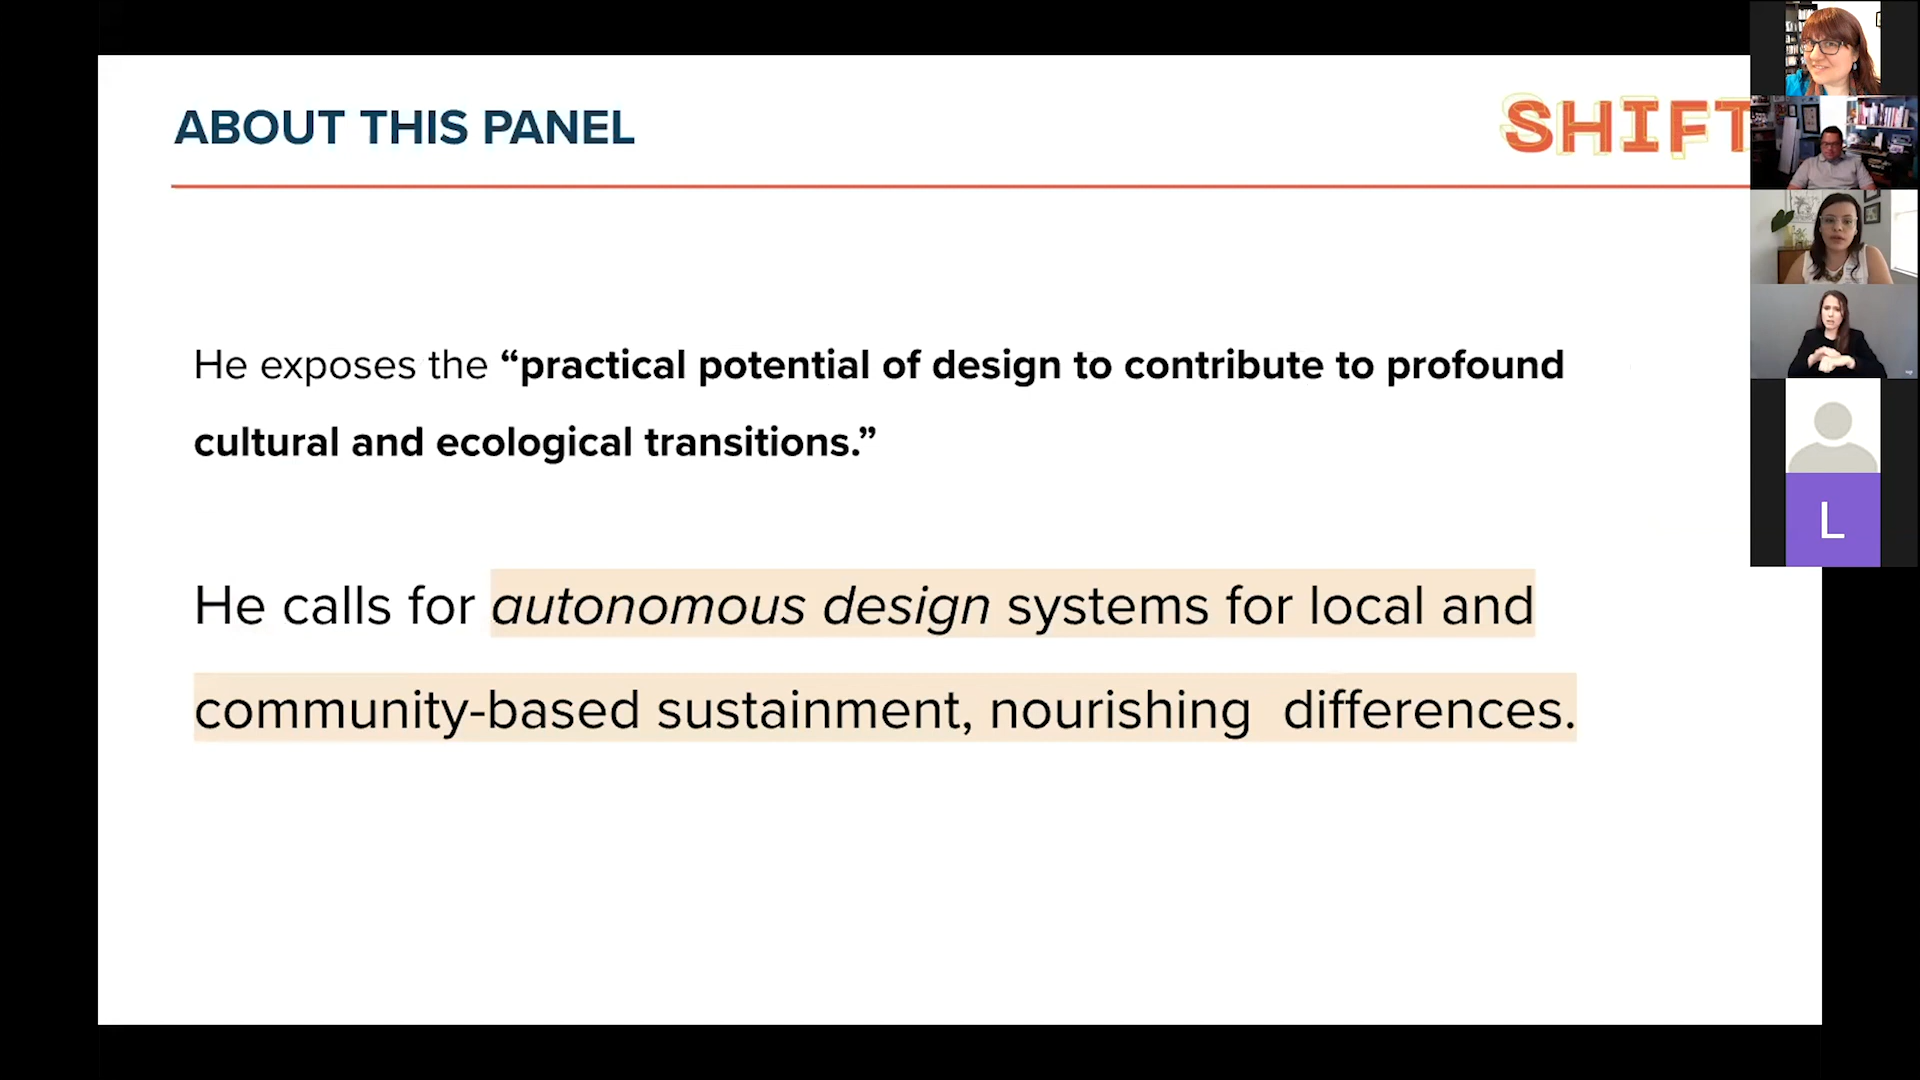 ABOUT THIS PANEL
SHIFT
He exposes the “practical potential of design to contribute to profound
cultural and ecological transitions.”
He calls for autonomous design systems for local and
community-based sustainment, nourishing differences.
L